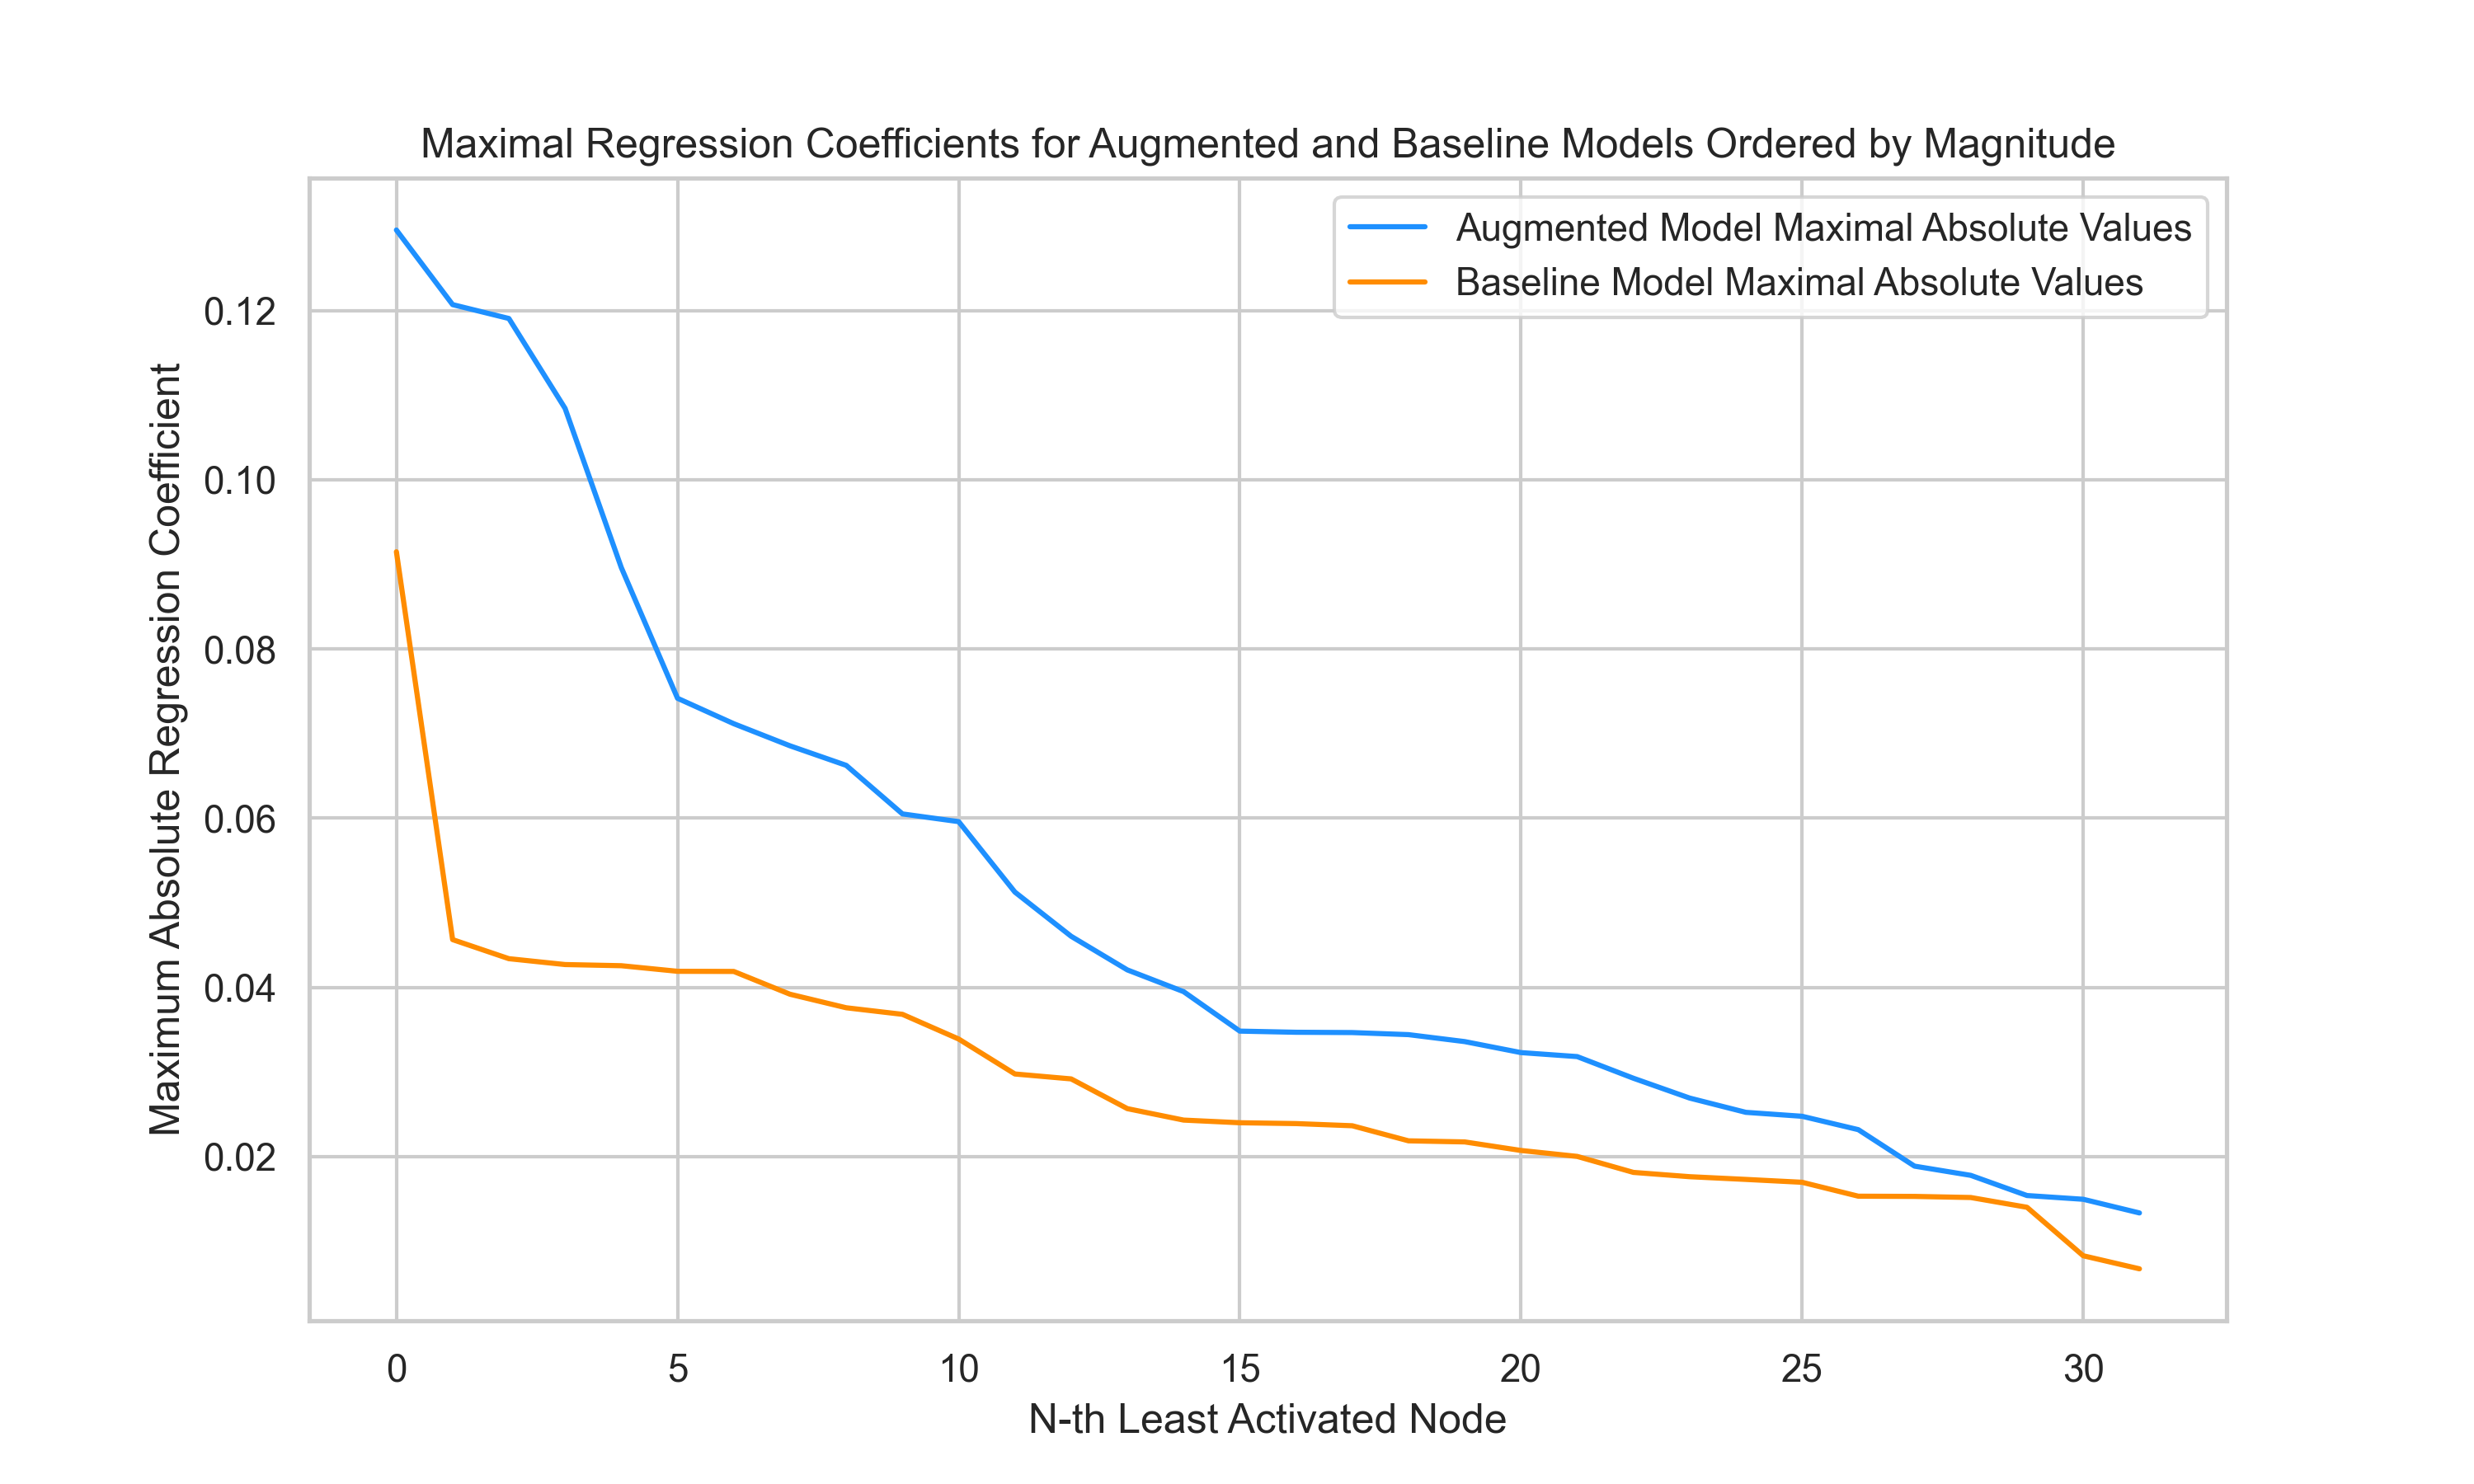 Maximal Regression Coefficients for Augmented and Baseline Models Ordered by Magnitude
Augmented Model Maximal Absolute Values
Baseline Model Maximal Absolute Values
Maximum Absolute Regression Coefficient
0.12
0.10
0.08
0.06
0.04
0.02
0 5 10 15 20 25 30
N-th Least Activated Node